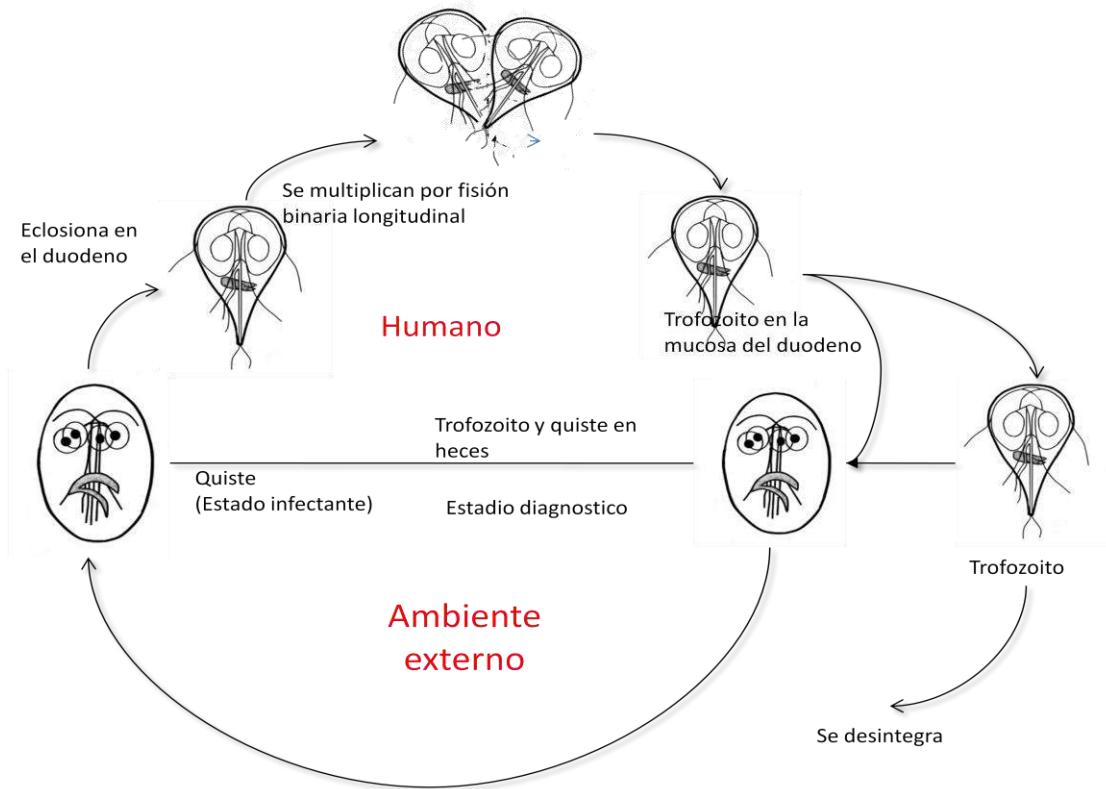 Se multiplican por fisión
binaria longitudinal
Eclosiona en
el duodeno
Humano
Trofozoito en la
mucosa del duodeno
Trofozoito y quiste en
heces
Quiste
(Estado infectante)
Estadio diagnostico
Trofozoito
Ambiente
externo
Se desintegra